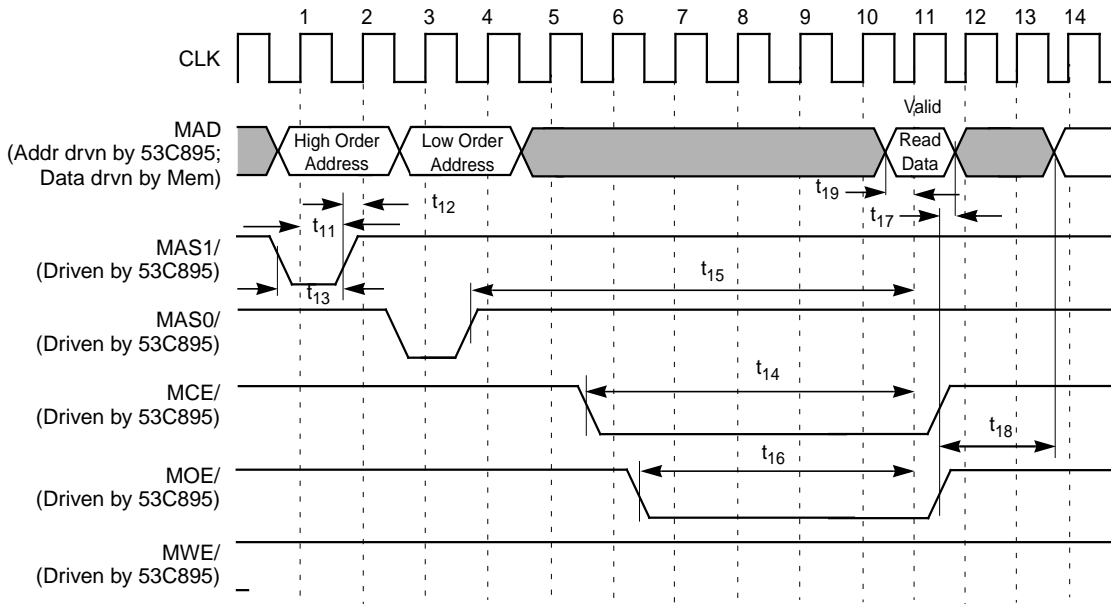 1 2 3 4 5 6 7 8 9 10 11 12 13 14
CLK
Valid
MAD
(Addr drvn by 53C895;
Data drvn by Mem)
High Order
Address
Low Order
Address
Read
Data
t19
t12
t17
t11
MAS1/
(Driven by 53C895)
t13
t15
MAS0/
(Driven by 53C895)
t14
MCE/
(Driven by 53C895)
t18
t16
MOE/
(Driven by 53C895)
MWE/
(Driven by 53C895)